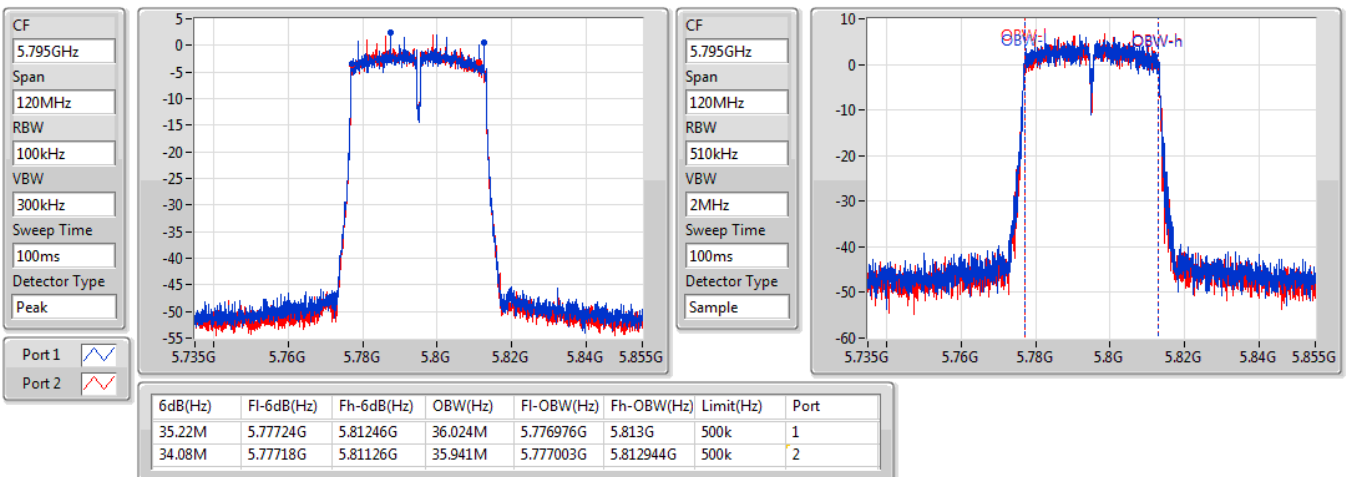 CF
5.795GHz
Span
120MHz
RBW
100kHz
VBW
300kHz
Sweep Time
100ms
Detector Type
Peak
Port 1
Port 2
5
0
-5
-10
-15
-20
-25
-30
-35
-40
-45
-50
-55
5.735G 5.76G 5.78G 5.8G 5.82G 5.84G 5.855G
CF
5.795GHz
Span
120MHz
RBW
510kHz
VBW
2MHz
Sweep Time
100ms
Detector Type
Sample
OBW-l
OBW-l
OBW-h
OBW-h
10
0
-10
-20
-30
-40
-50
-60
5.735G 5.76G 5.78G 5.8G 5.82G 5.84G 5.855G
6dB(Hz) Fl-6dB(Hz) Fh-6dB(Hz) OBW(Hz) Fl-OBW(Hz) Fh-OBW(Hz) Limit(Hz) Port
35.22M 5.77724G 5.81246G 36.024M 5.776976G 5.813G 500k 1
34.08M 5.77718G 5.81126G 35.941M 5.777003G 5.812944G 500k 2